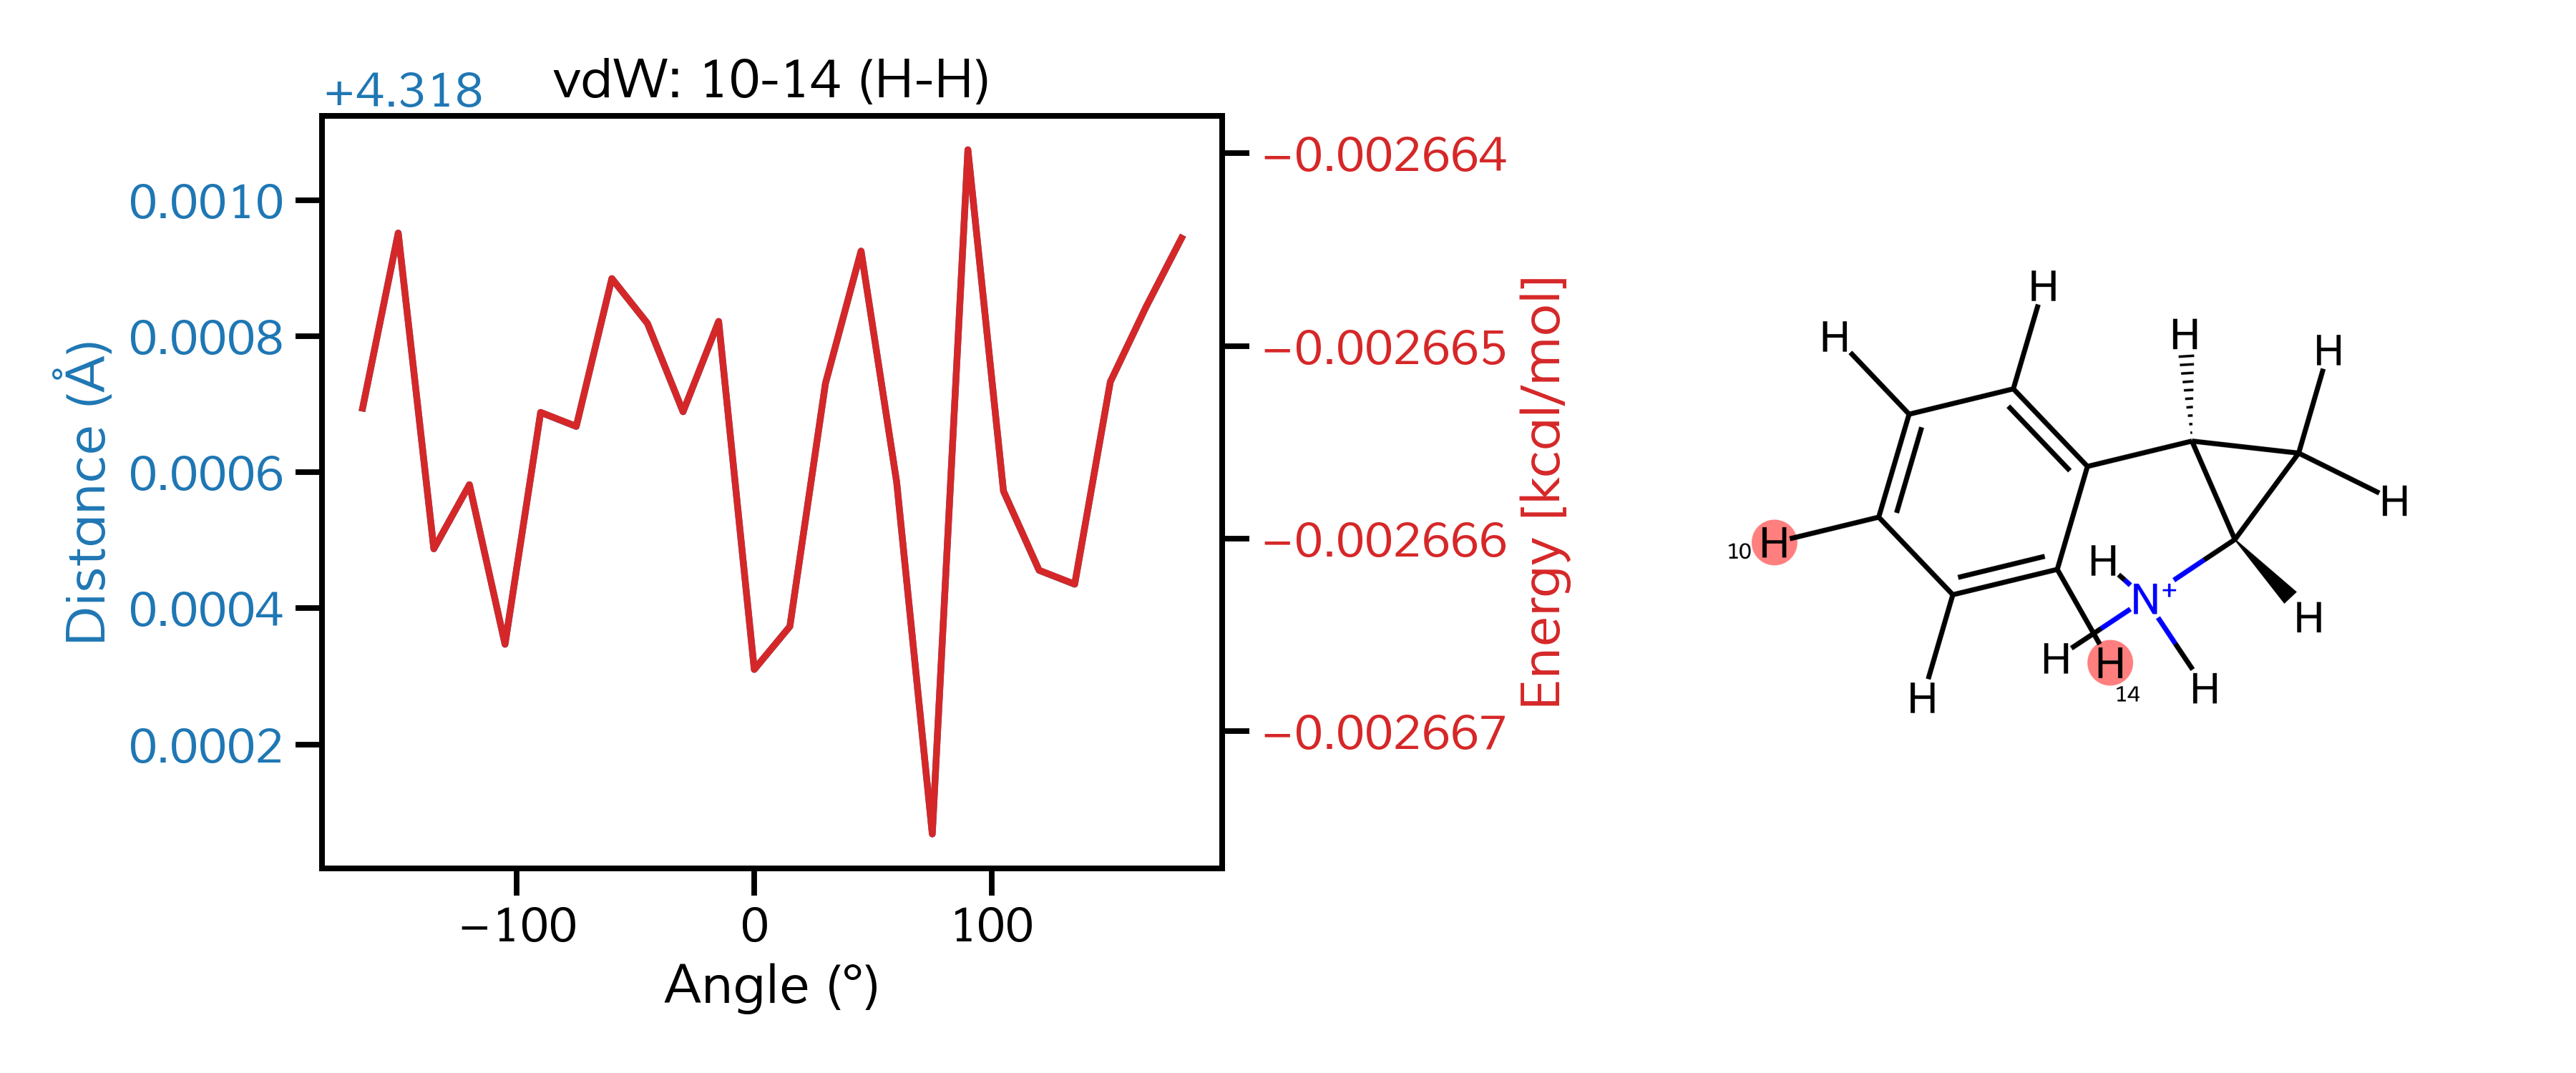 vdW: 10-14 (H-H)
+4.318
Distance (Å)
0.0010
0.0008
0.0006
0.0004
0.0002
−100
0
100
Angle (°)
−0.002664
−0.002665
−0.002666
−0.002667
Energy [kcal/mol]
H
H
H
H
H
10 H
H
N+
H
H
H
14
H
H